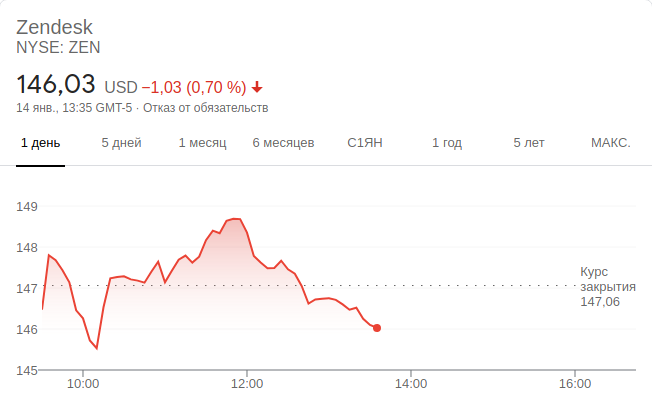 Zendesk
NYSE: ZEN
146,03 USD −1,03 (0,70 %)
14 янв., 13:35 GMT-5 · Отказ от обязательств
1 день 5 дней 1 месяц 6 месяцев С1ЯН 1 год 5 лет МАКС.
149
148
147
146
145
Курс
закрытия
147,06
10:00 12:00 14:00 16:00